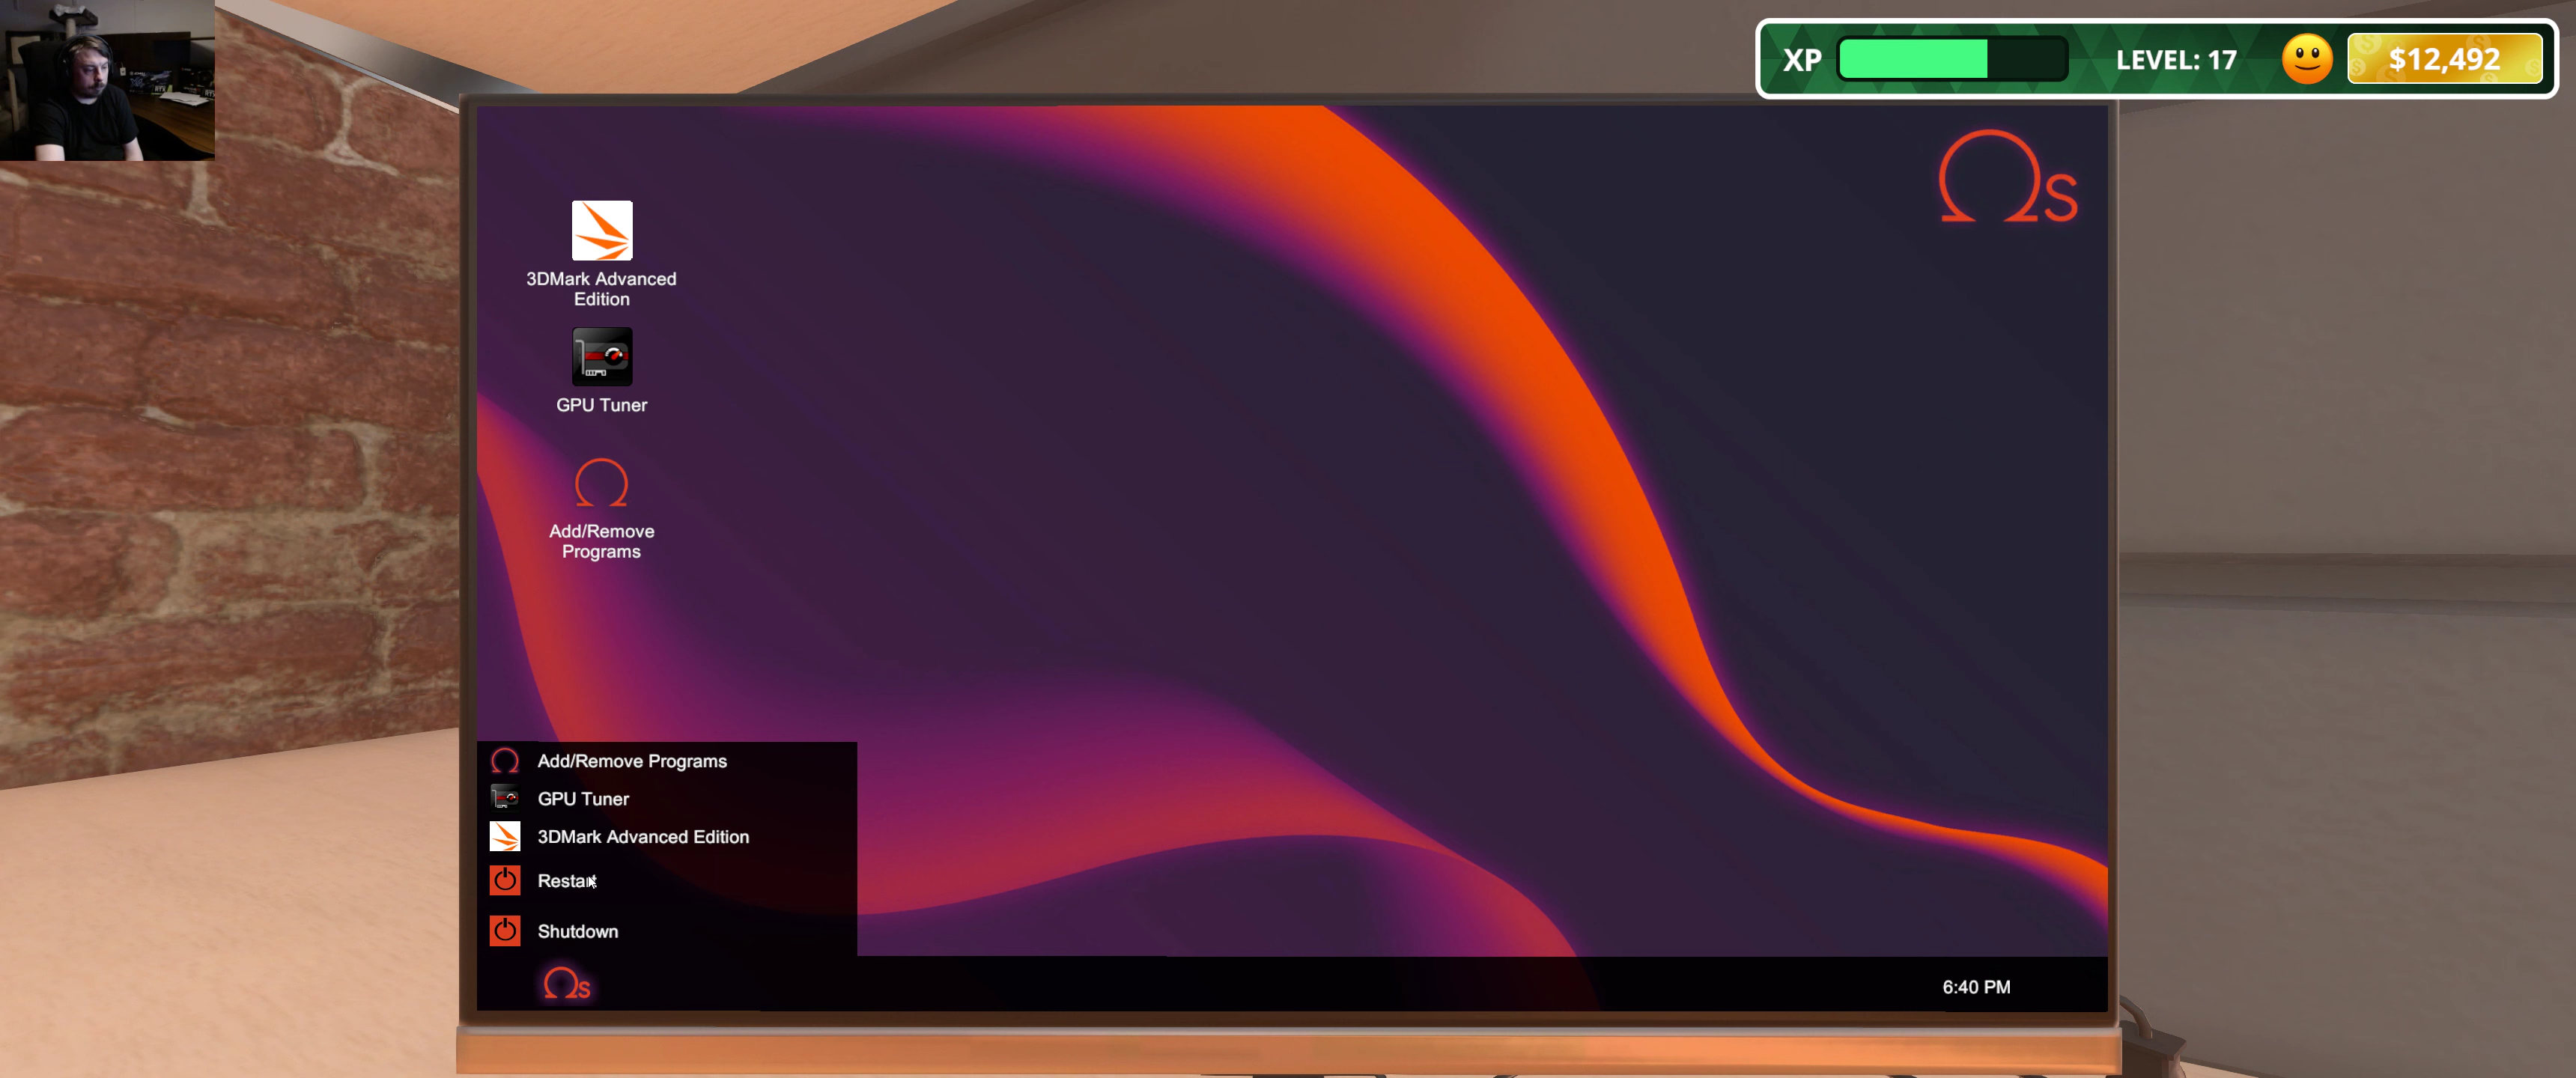 XP
LEVEL: 17
$12,492
Ωs
3DMark Advanced
Edition
GPU Tuner
Add/Remove
Programs
Add/Remove Programs
GPU Tuner
3DMark Advanced Edition
Restart
Shutdown
Ωs
6:40 PM